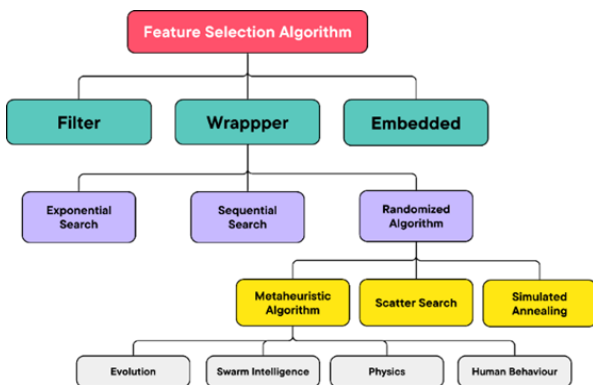 Feature Selection Algorithm
Filter
Wrappper
Embedded
Exponential
Search
Sequential
Search
Randomized
Algorithm
Metaheuristic
Algorithm
Scatter Search
Simulated
Annealing
Evolution
Swarm Intelligence
Physics
Human Behaviour